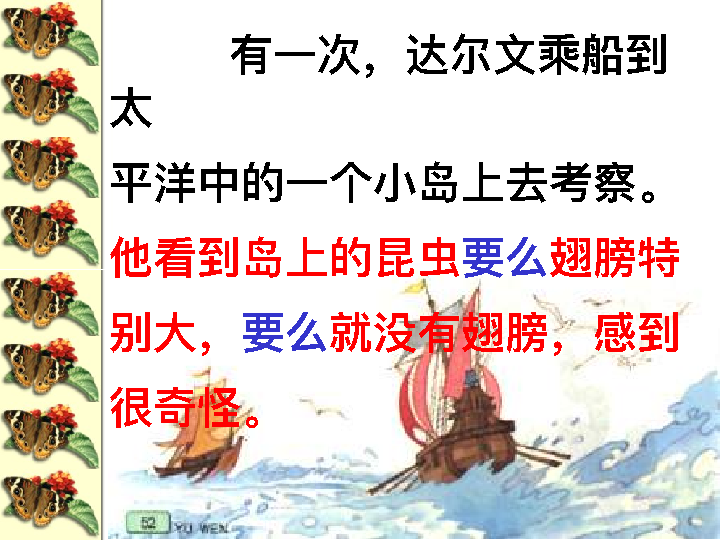 有一次，达尔文乘船到
太
平洋中的一个小岛上去考察。
他看到岛上的昆虫要么翅膀特
别大，要么就没有翅膀，感到
很奇怪。
52 YU WEN